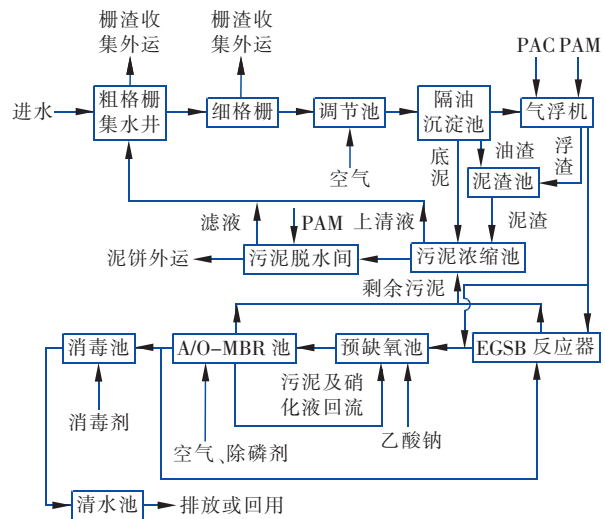 栅渣收
集外运
栅渣收
集外运
PAC PAM
进水
粗格栅
集水井
细格栅
调节池
隔油
沉淀池
气浮机
空气
底
泥
油渣
浮
渣
泥渣池
泥渣
滤液
PAM
上清液
泥饼外运
污泥脱水间
污泥浓缩池
剩余污泥
消毒池
A/O-MBR 池
预缺氧池
EGSB 反应器
污泥及硝
化液回流
消毒剂
空气、除磷剂
乙酸钠
清水池
排放或回用